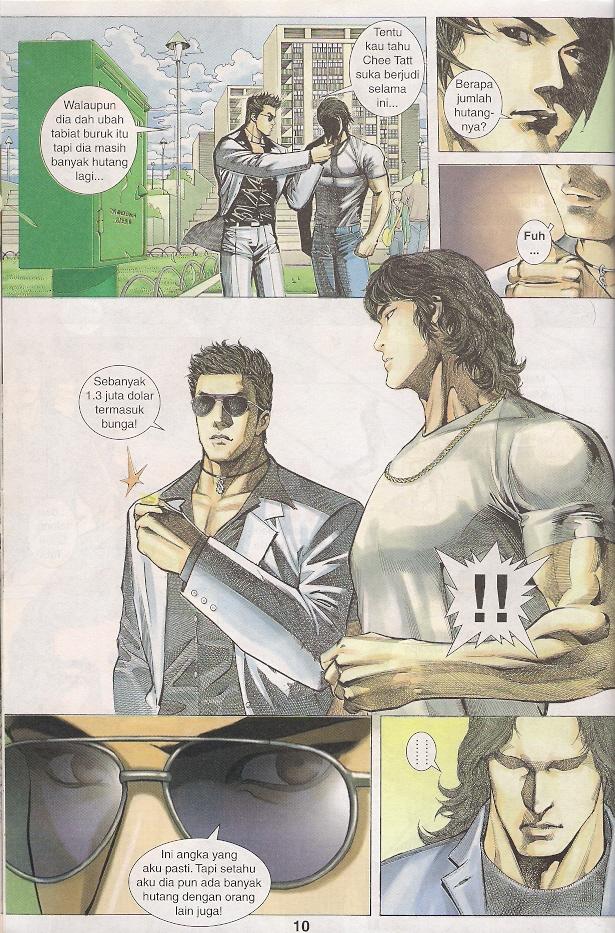 Tentu
kau tahu
Chee Tatt
suka berjudi
selama
ini...
Walaupun
dia dah ubah
tabiat buruk itu
tapi dia masih
banyak hutang
lagi...
Berapa
jumlah
hutang-
nya?
Fuh
...
Sebanyak
1.3 juta dolar
termasuk
bunga!
!!
Ini angka yang
aku pasti. Tapi setahu
aku dia pun ada banyak
hutang dengan orang
lain juga!
10